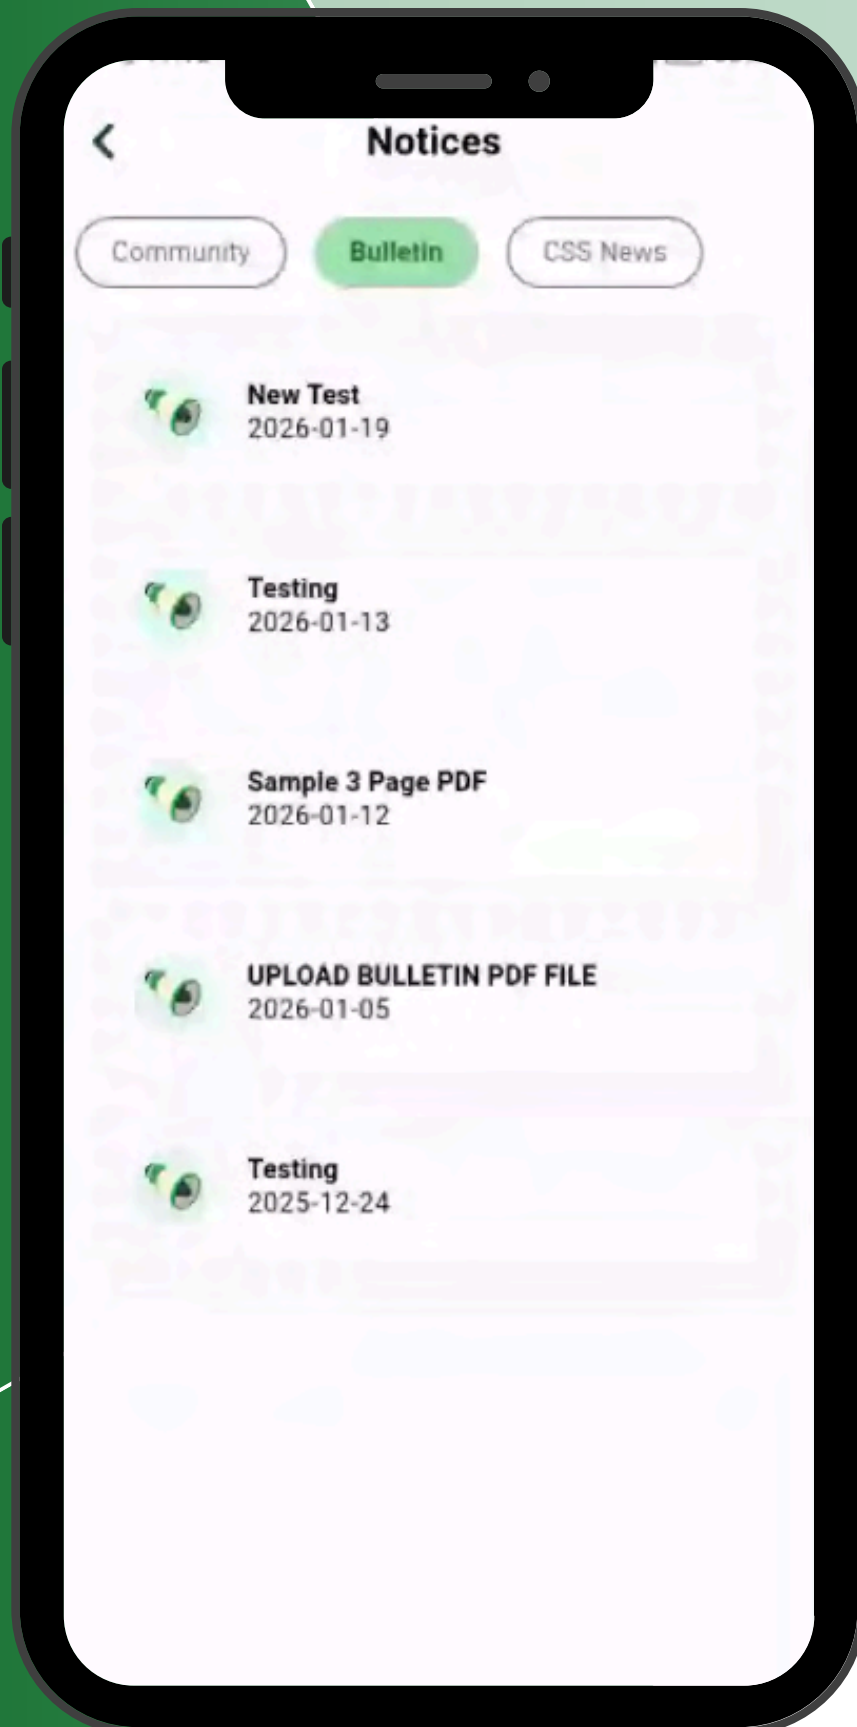 Notices
Community
Bulletin
CSS News
New Test
2026-01-19
Testing
2026-01-13
Sample 3 Page PDF
2026-01-12
UPLOAD BULLETIN PDF FILE
2026-01-05
Testing
2025-12-24